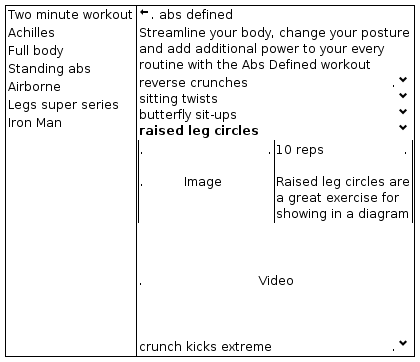 Two minute workout
Achilles
Full body
Standing abs
Airborne
Legs super series
Iron Man
. abs defined
Streamline your body, change your posture
and add additional power to your every
routine with the Abs Defined workout
reverse crunches .
sitting twists
butterfly sit-ups
raised leg circles
. .
. Image
10 reps .
Raised leg circles are
a great exercise for
showing in a diagram
. Video
crunch kicks extreme .